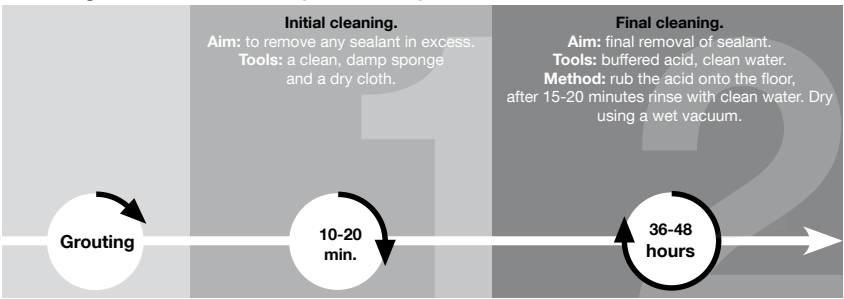 Initial cleaning.
Aim: to remove any sealant in excess.
Tools: a clean, damp sponge
and a dry cloth.
1
Final cleaning.
Aim: final removal of sealant.
Tools: buffered acid, clean water.
Method: rub the acid onto the floor,
after 15-20 minutes rinse with clean water. Dry
using a wet vacuum.
2
Grouting
10-20
min.
36-48
hours